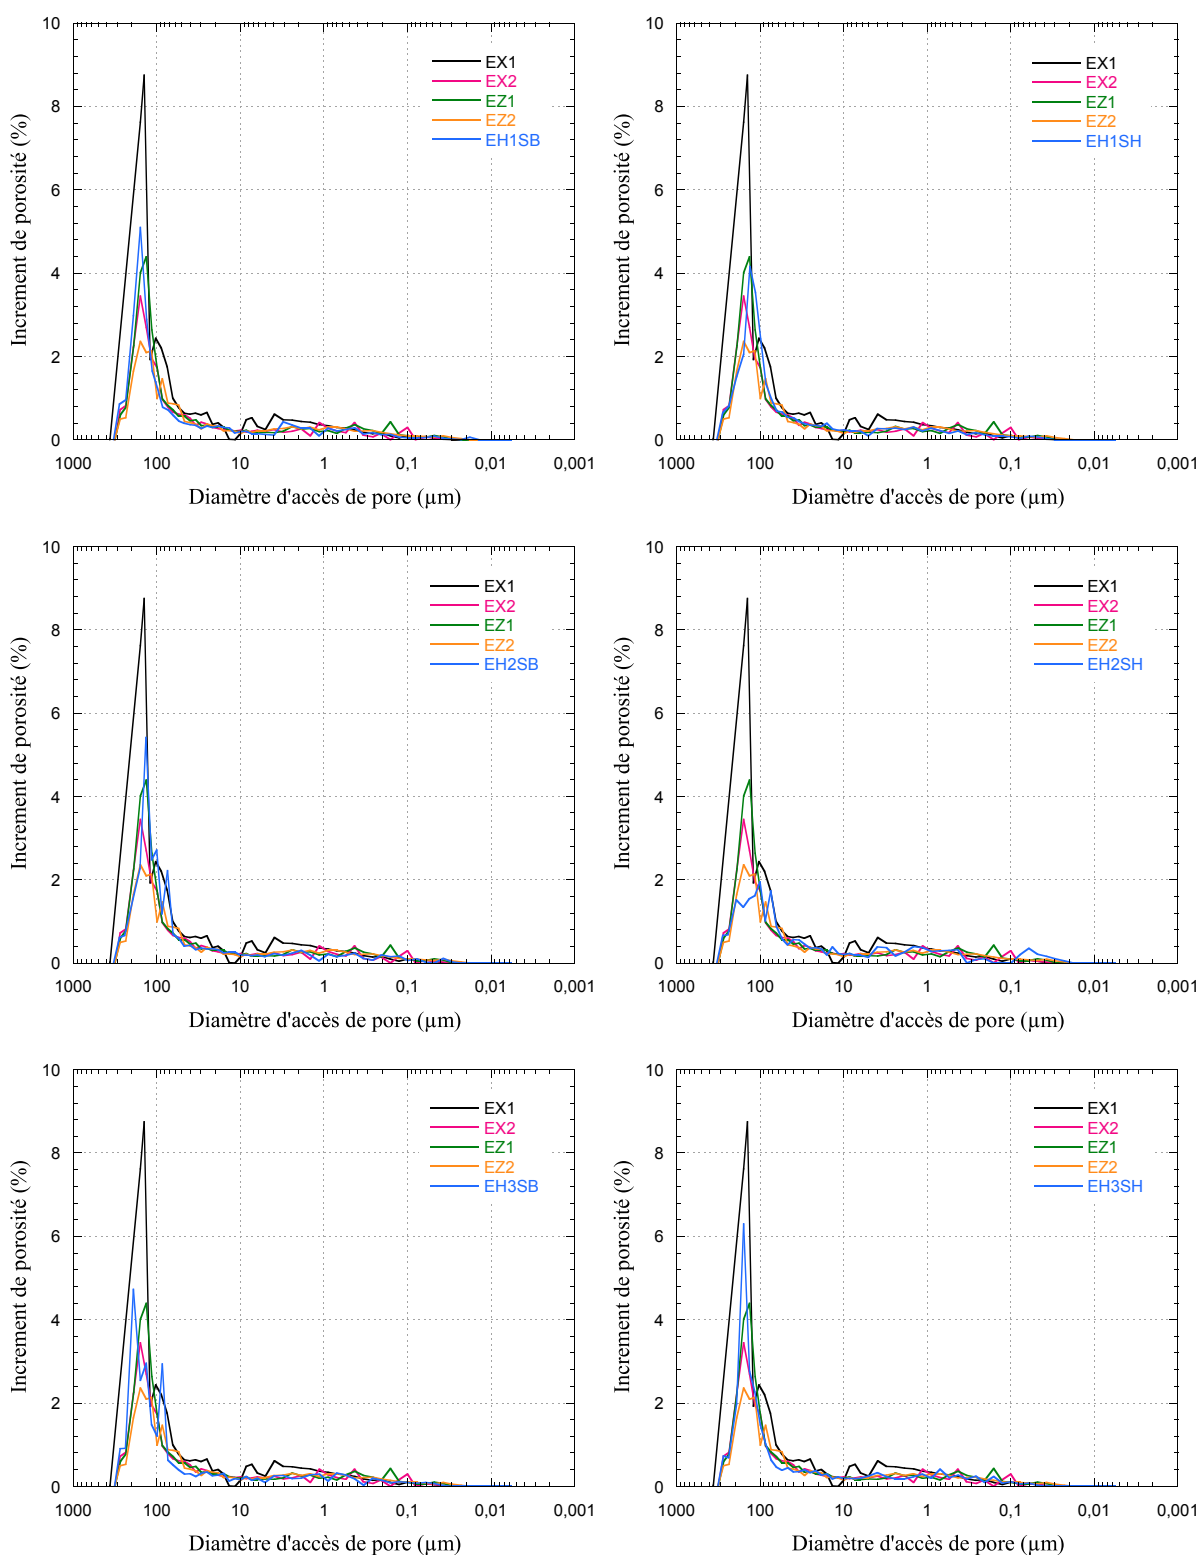 10
8
6
4
2
0
1000 100 10 1 0,1 0,01 0,001
Increment de porosité (%)
Diamètre d'accès de pore (µm)
EX1
EX2
EZ1
EZ2
EH1SB
10
8
6
4
2
0
1000 100 10 1 0,1 0,01 0,001
Increment de porosité (%)
Diamètre d'accès de pore (µm)
EX1
EX2
EZ1
EZ2
EH1SH
10
8
6
4
2
0
1000 100 10 1 0,1 0,01 0,001
Increment de porosité (%)
Diamètre d'accès de pore (µm)
EX1
EX2
EZ1
EZ2
EH2SB
10
8
6
4
2
0
1000 100 10 1 0,1 0,01 0,001
Increment de porosité (%)
Diamètre d'accès de pore (µm)
EX1
EX2
EZ1
EZ2
EH2SH
10
8
6
4
2
0
1000 100 10 1 0,1 0,01 0,001
Increment de porosité (%)
Diamètre d'accès de pore (µm)
EX1
EX2
EZ1
EZ2
EH3SB
10
8
6
4
2
0
1000 100 10 1 0,1 0,01 0,001
Increment de porosité (%)
Diamètre d'accès de pore (µm)
EX1
EX2
EZ1
EZ2
EH3SH